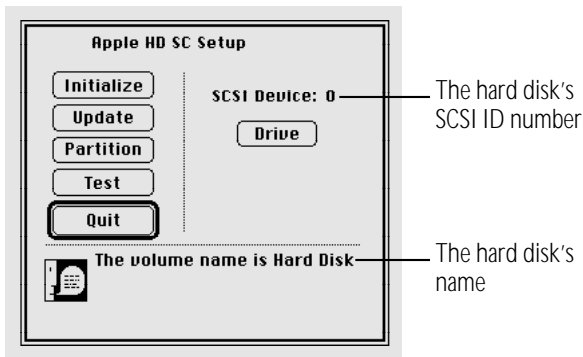 Apple HD SC Setup
Initialize
Update
Partition
Test
Quit
SCSI Device: 0
Drive
The volume name is Hard Disk
The hard disk's
SCSI ID number
The hard disk's
name